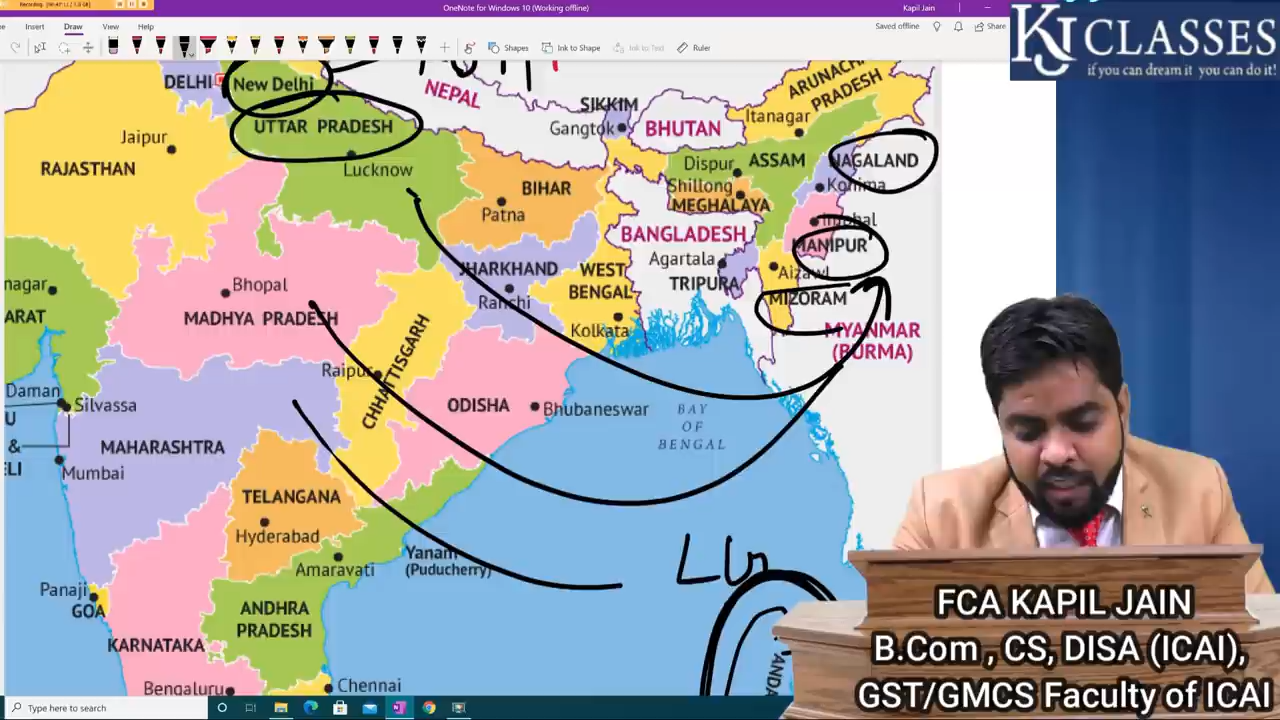 OneNote for Windows 10 (Working offline)
Kapil Jain
Insert Draw View Help
Saved offline
Share
Shapes
Ink to Shape
Ink to Text
Ruler
KJ CLASSES
if you can dream it you can do it!
DELHI
New Delhi
NEPAL
SIKKIM
Gangtok
BHUTAN
ARUNACH
PRADESH
Itanagar
Jaipur
UTTAR PRADESH
Lucknow
RAJASTHAN
BIHAR
Patna
Dispur
ASSAM
NAGALAND
Kohima
Shillong
MEGHALAYA
Imphal
MANIPUR
BANGLADESH
Agartala
TRIPURA
Aizawl
MIZORAM
MYANMAR
(BURMA)
nagar
ARAT
Bhopal
MADHYA PRADESH
JHARKHAND
Ranchi
WEST
BENGAL
Kolkata
CHHATTISGARH
Raipur
ODISHA
Bhubaneswar
BAY
OF
BENGAL
Daman
U
&
ELI
Silvassa
MAHARASHTRA
Mumbai
TELANGANA
Hyderabad
Amaravati
Yanam
(Puducherry)
Panaji
GOA
KARNATAKA
ANDHRA
PRADESH
Bengaluru
Chennai
ANDA
FCA KAPIL JAIN
B.Com , CS, DISA (ICAI),
GST/GMCS Faculty of ICAI
Type here to search